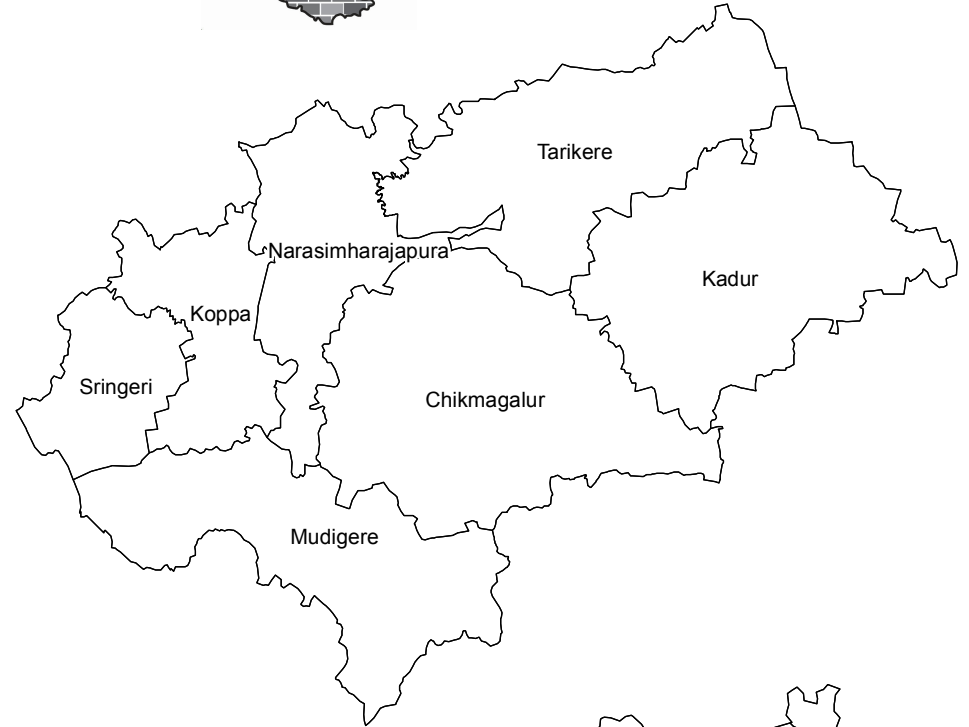 Tarikere
Narasimharajapura
Kadur
Koppa
Sringeri
Chikmagalur
Mudigere